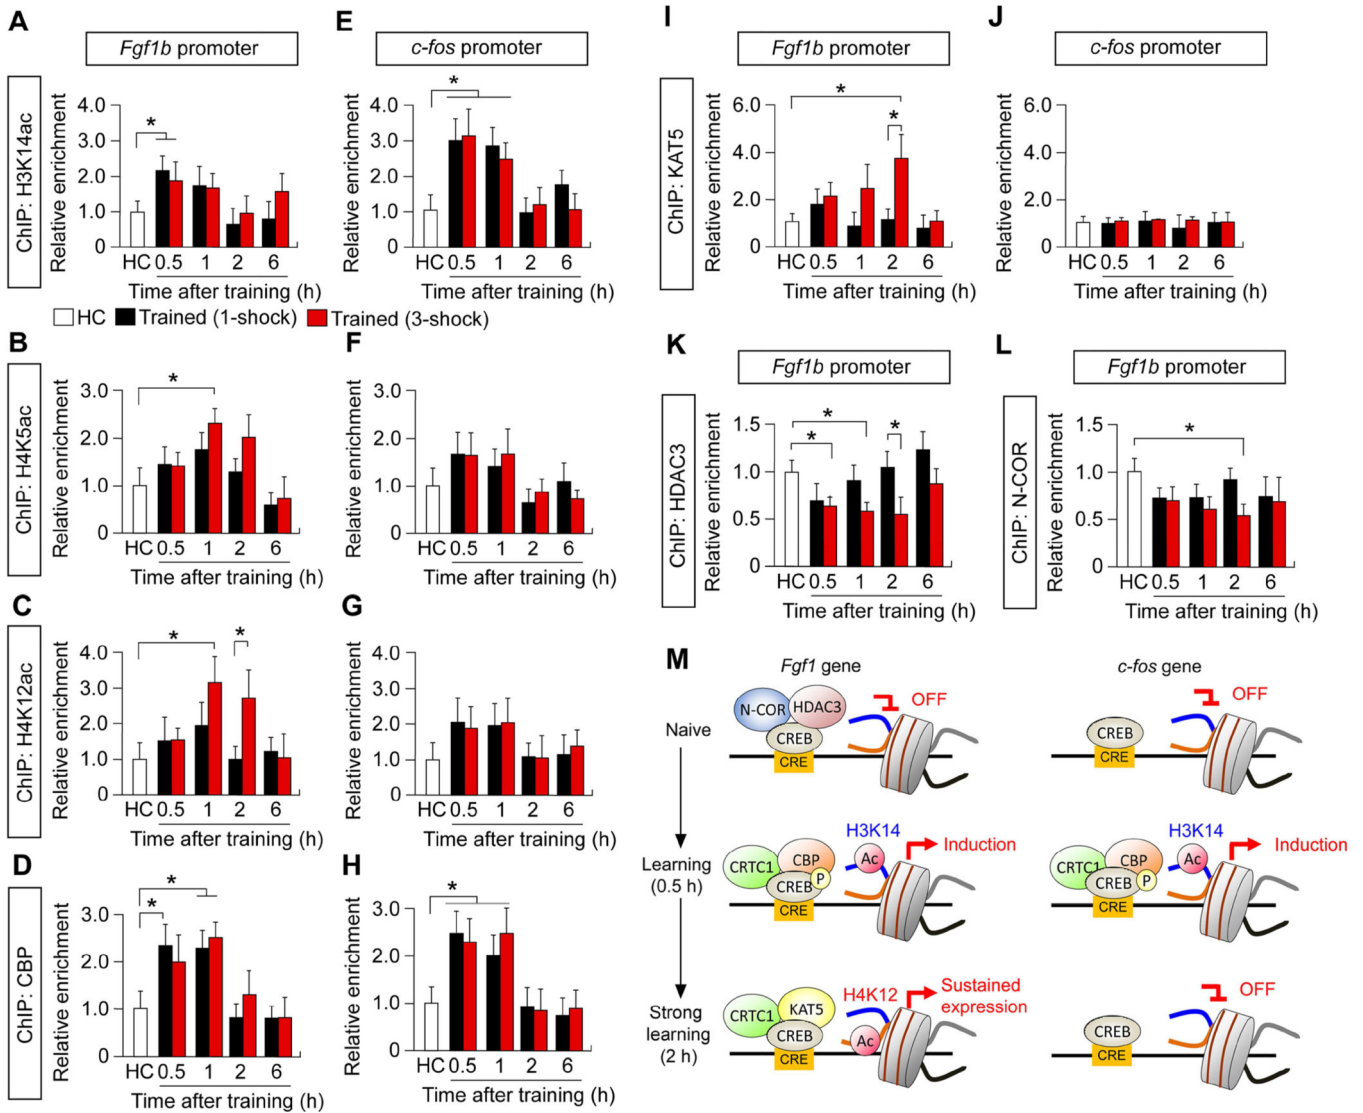 A
Fgf1b promoter
ChIP: H3K14ac
Relative enrichment
4.0
3.0
2.0
1.0
0
*
HC 0.5 1 2 6
Time after training (h)
E
c-fos promoter
Relative enrichment
4.0
3.0
2.0
1.0
0
*
HC 0.5 1 2 6
Time after training (h)
HC Trained (1-shock) Trained (3-shock)
B
ChIP: H4K5ac
Relative enrichment
3.0
2.0
1.0
0
*
HC 0.5 1 2 6
Time after training (h)
F
Relative enrichment
3.0
2.0
1.0
0
HC 0.5 1 2 6
Time after training (h)
C
ChIP: H4K12ac
Relative enrichment
4.0
3.0
2.0
1.0
0
* *
HC 0.5 1 2 6
Time after training (h)
G
Relative enrichment
4.0
3.0
2.0
1.0
0
HC 0.5 1 2 6
Time after training (h)
D
ChIP: CBP
Relative enrichment
3.0
2.0
1.0
0
*
*
HC 0.5 1 2 6
Time after training (h)
H
Relative enrichment
3.0
2.0
1.0
0
*
HC 0.5 1 2 6
Time after training (h)
I
Fgf1b promoter
ChIP: KAT5
Relative enrichment
6.0
4.0
2.0
0
*
*
HC 0.5 1 2 6
Time after training (h)
J
c-fos promoter
Relative enrichment
6.0
4.0
2.0
0
HC 0.5 1 2 6
Time after training (h)
K
Fgf1b promoter
ChIP: HDAC3
Relative enrichment
1.5
1.0
0.5
0
*
* *
HC 0.5 1 2 6
Time after training (h)
L
Fgf1b promoter
ChIP: N-COR
Relative enrichment
1.5
1.0
0.5
0
*
HC 0.5 1 2 6
Time after training (h)
M
Fgf1 gene
c-fos gene
Naive
N-COR HDAC3
CREB
CRE
OFF
CREB
CRE
OFF
Learning
(0.5 h)
CRTC1 CBP
CREB P
CRE
H3K14
Ac
Induction
CRTC1 CBP
CREB P
CRE
H3K14
Ac
Induction
Strong
learning
(2 h)
CRTC1 KAT5
CREB
CRE
H4K12
Ac
Sustained
expression
CREB
CRE
OFF